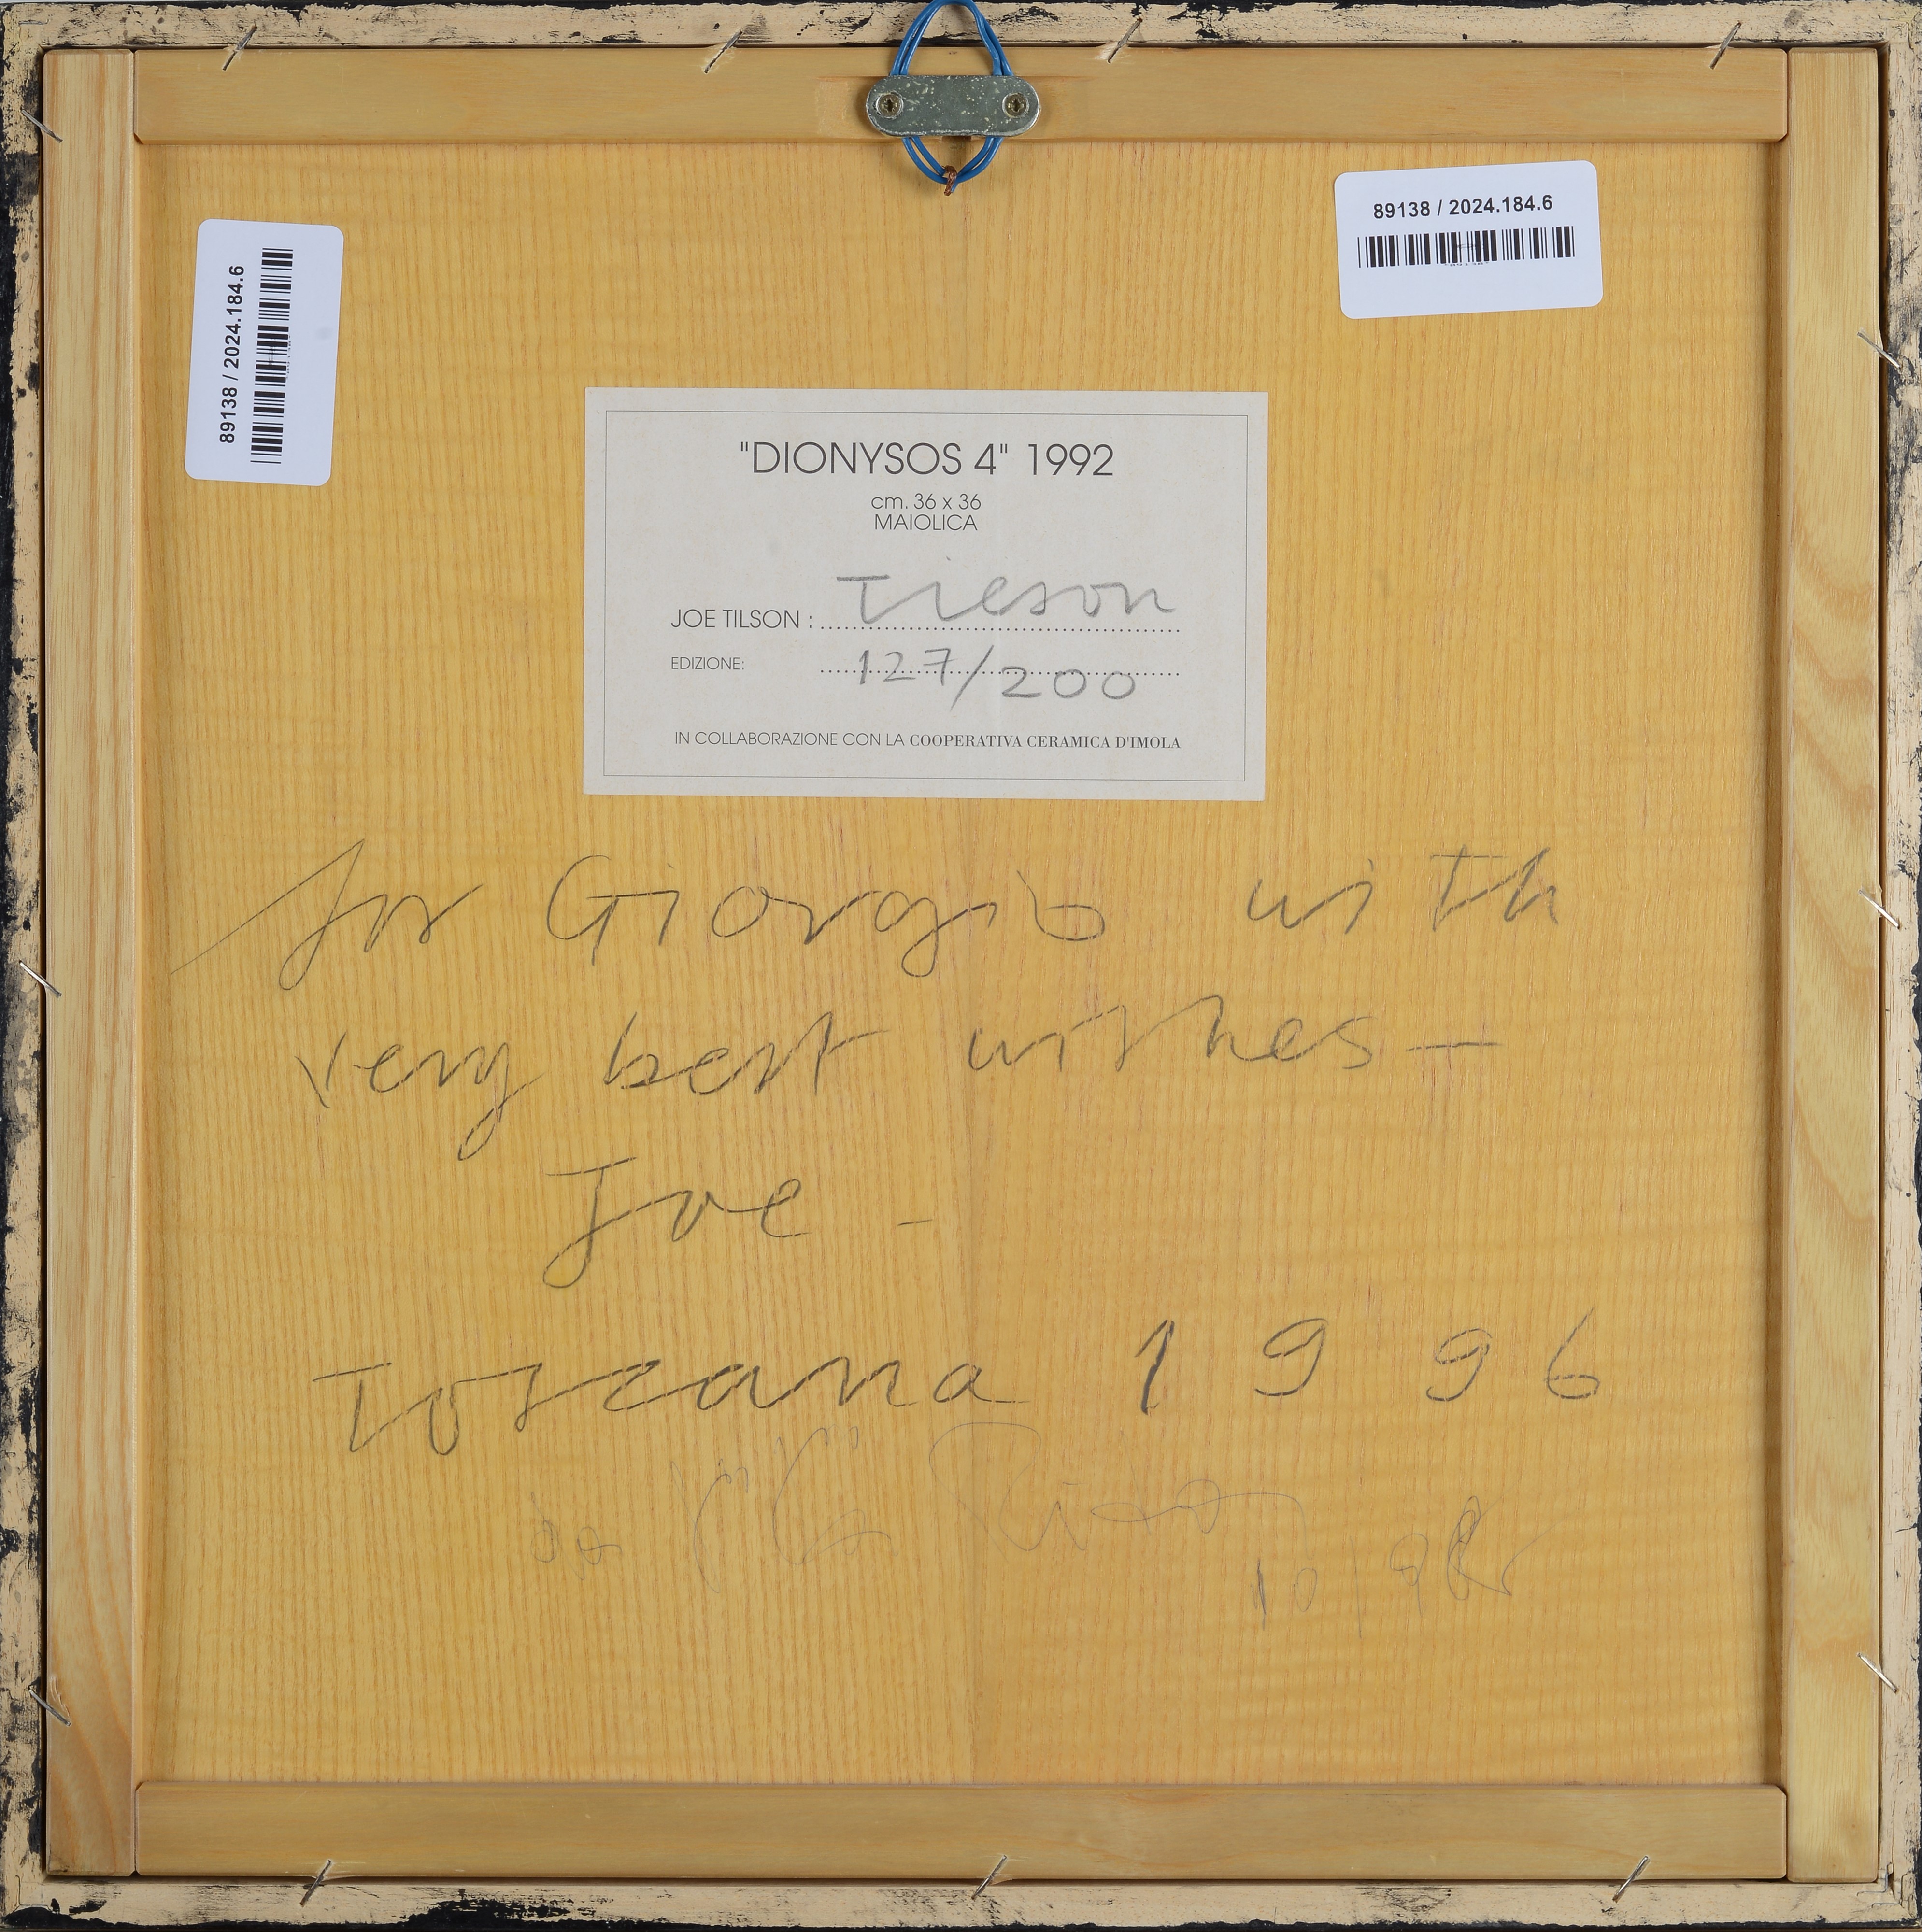 89138 / 2024.184.6
89138 / 2024.184.6
"DIONYSOS 4" 1992
cm. 36 x 36
MAIOLICA
JOE TILSON : Tilson
EDIZIONE: 127/200
IN COLLABORAZIONE CON LA COOPERATIVA CERAMICA D'IMOLA
for Giorgio with
very best wishes —
Joe -
Toscana 1996
da